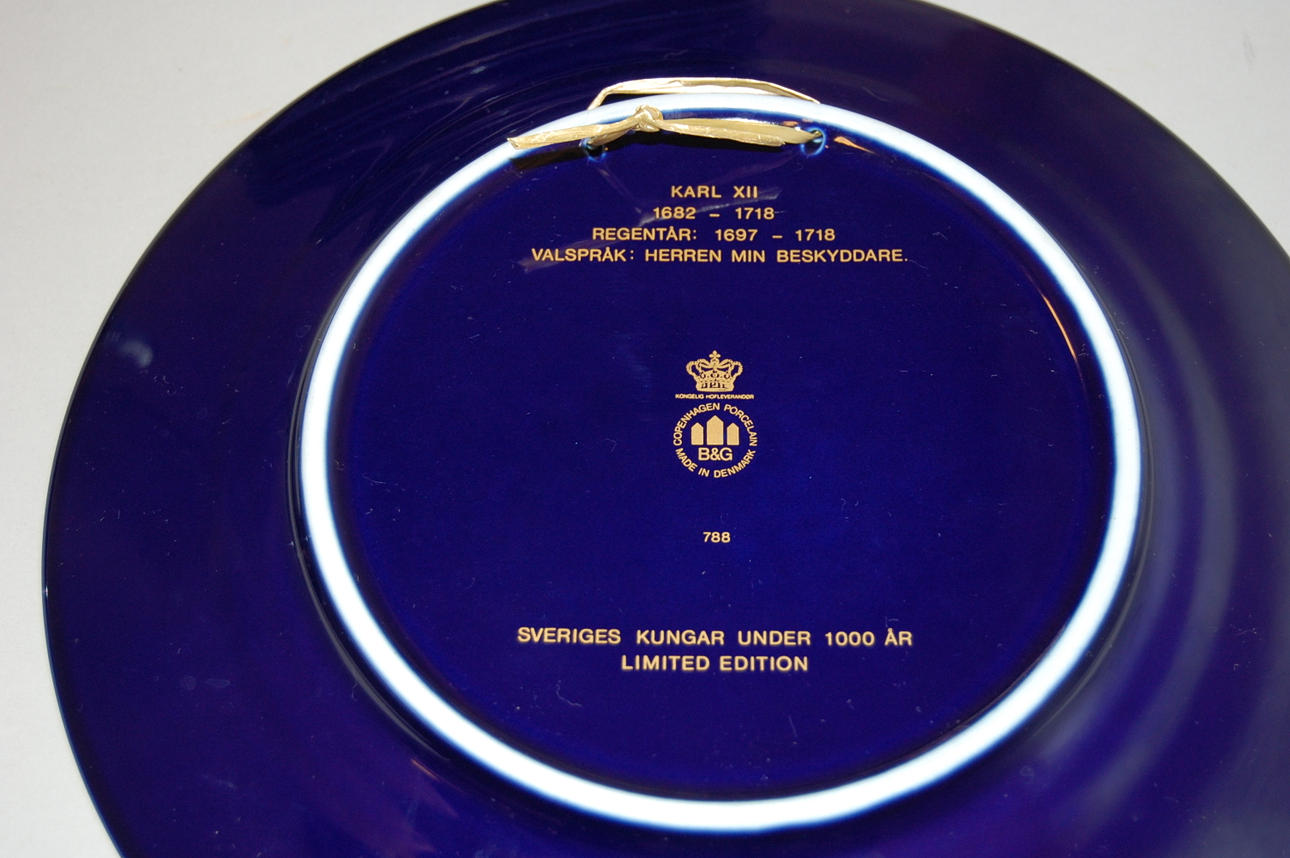 KARL XII
1682 – 1718
REGENTÅR: 1697 – 1718
VALSPRÅK: HERREN MIN BESKYDDARE.
KONGELIG HOFLEVERANDØR
COPENHAGEN PORCELAIN
B&G
MADE IN DENMARK
788
SVERIGES KUNGAR UNDER 1000 ÅR
LIMITED EDITION